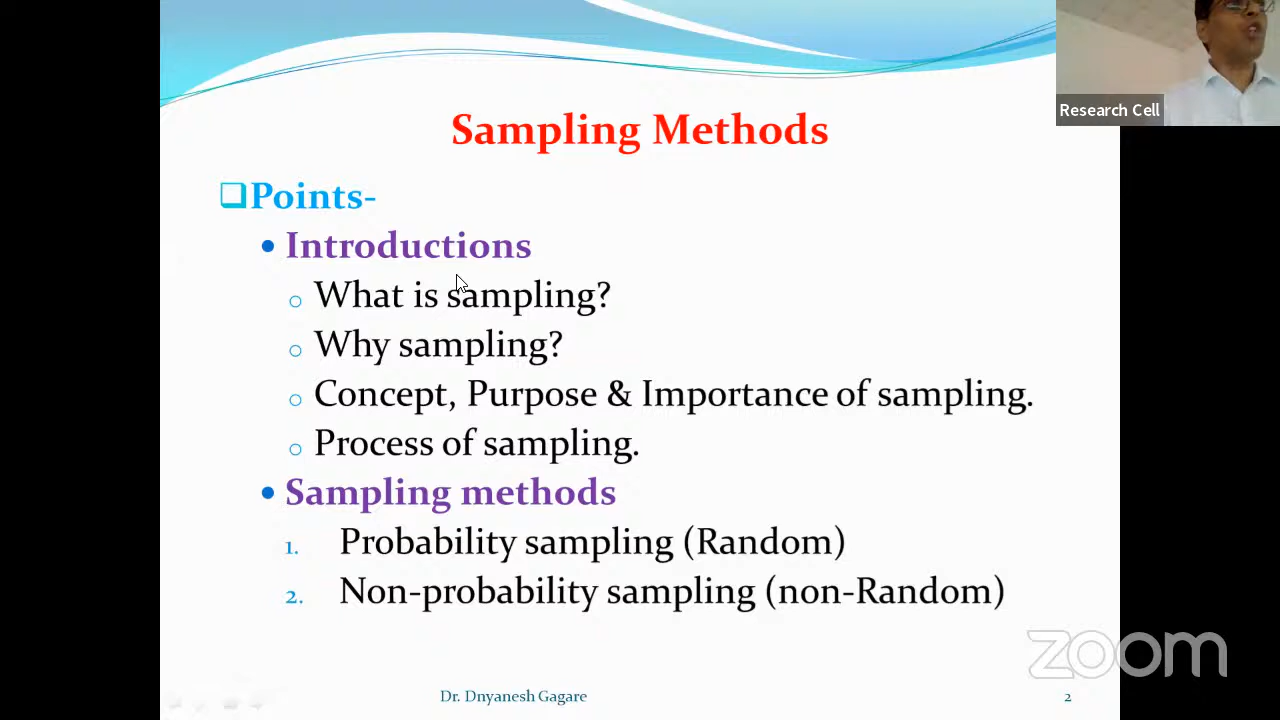 Research Cell
Sampling Methods
Points-
Introductions
What is sampling?
Why sampling?
Concept, Purpose & Importance of sampling.
Process of sampling.
Sampling methods
1. Probability sampling (Random)
2. Non-probability sampling (non-Random)
zoom
Dr. Dnyanesh Gagare
2